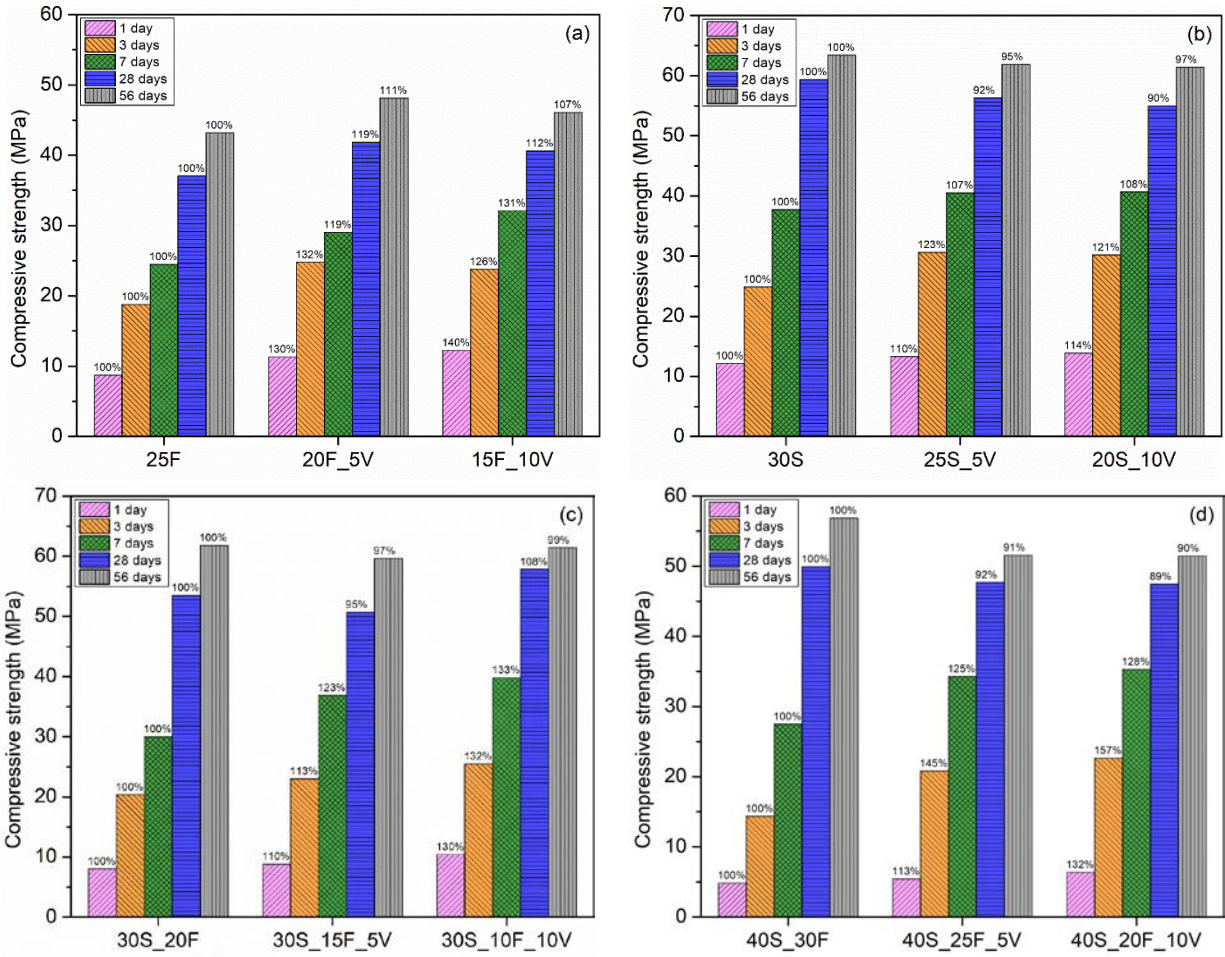 (a)
1 day
3 days
7 days
28 days
56 days
Compressive strength (MPa)
60
50
40
30
20
10
0
100%
100%
100%
100%
100%
130%
132%
119%
119%
111%
140%
126%
131%
112%
107%
25F
20F_5V
15F_10V
(b)
1 day
3 days
7 days
28 days
56 days
Compressive strength (MPa)
70
60
50
40
30
20
10
0
100%
100%
100%
100%
100%
110%
123%
107%
92%
95%
114%
121%
108%
90%
97%
30S
25S_5V
20S_10V
(c)
1 day
3 days
7 days
28 days
56 days
Compressive strength (MPa)
70
60
50
40
30
20
10
0
100%
100%
100%
100%
100%
110%
113%
123%
95%
97%
130%
132%
133%
108%
99%
30S_20F
30S_15F_5V
30S_10F_10V
(d)
1 day
3 days
7 days
28 days
56 days
Compressive strength (MPa)
60
50
40
30
20
10
0
100%
100%
100%
100%
100%
113%
145%
125%
92%
91%
132%
157%
128%
89%
90%
40S_30F
40S_25F_5V
40S_20F_10V